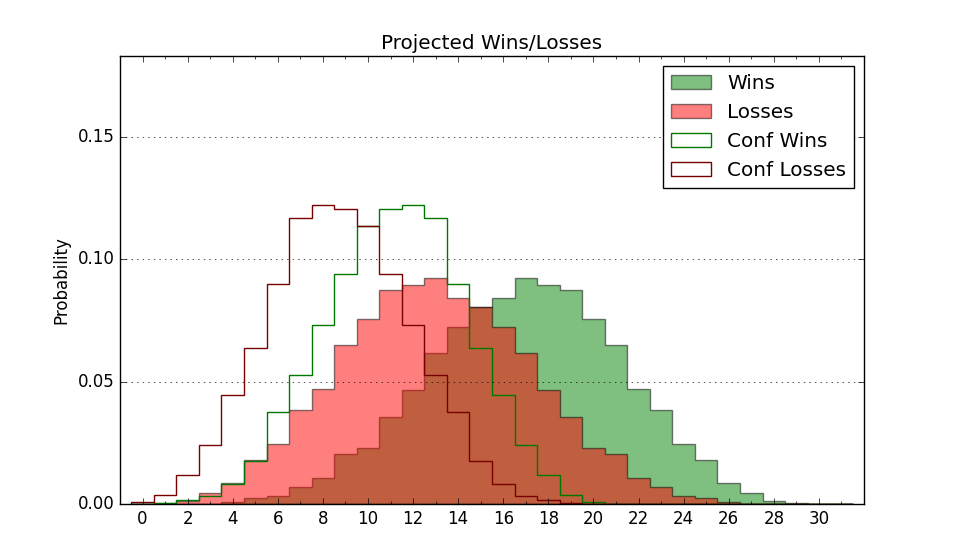 Projected Wins/Losses
Wins
Losses
Conf Wins
Conf Losses
Probability
0.15
0.10
0.05
0.00
0 2 4 6 8 10 12 14 16 18 20 22 24 26 28 30